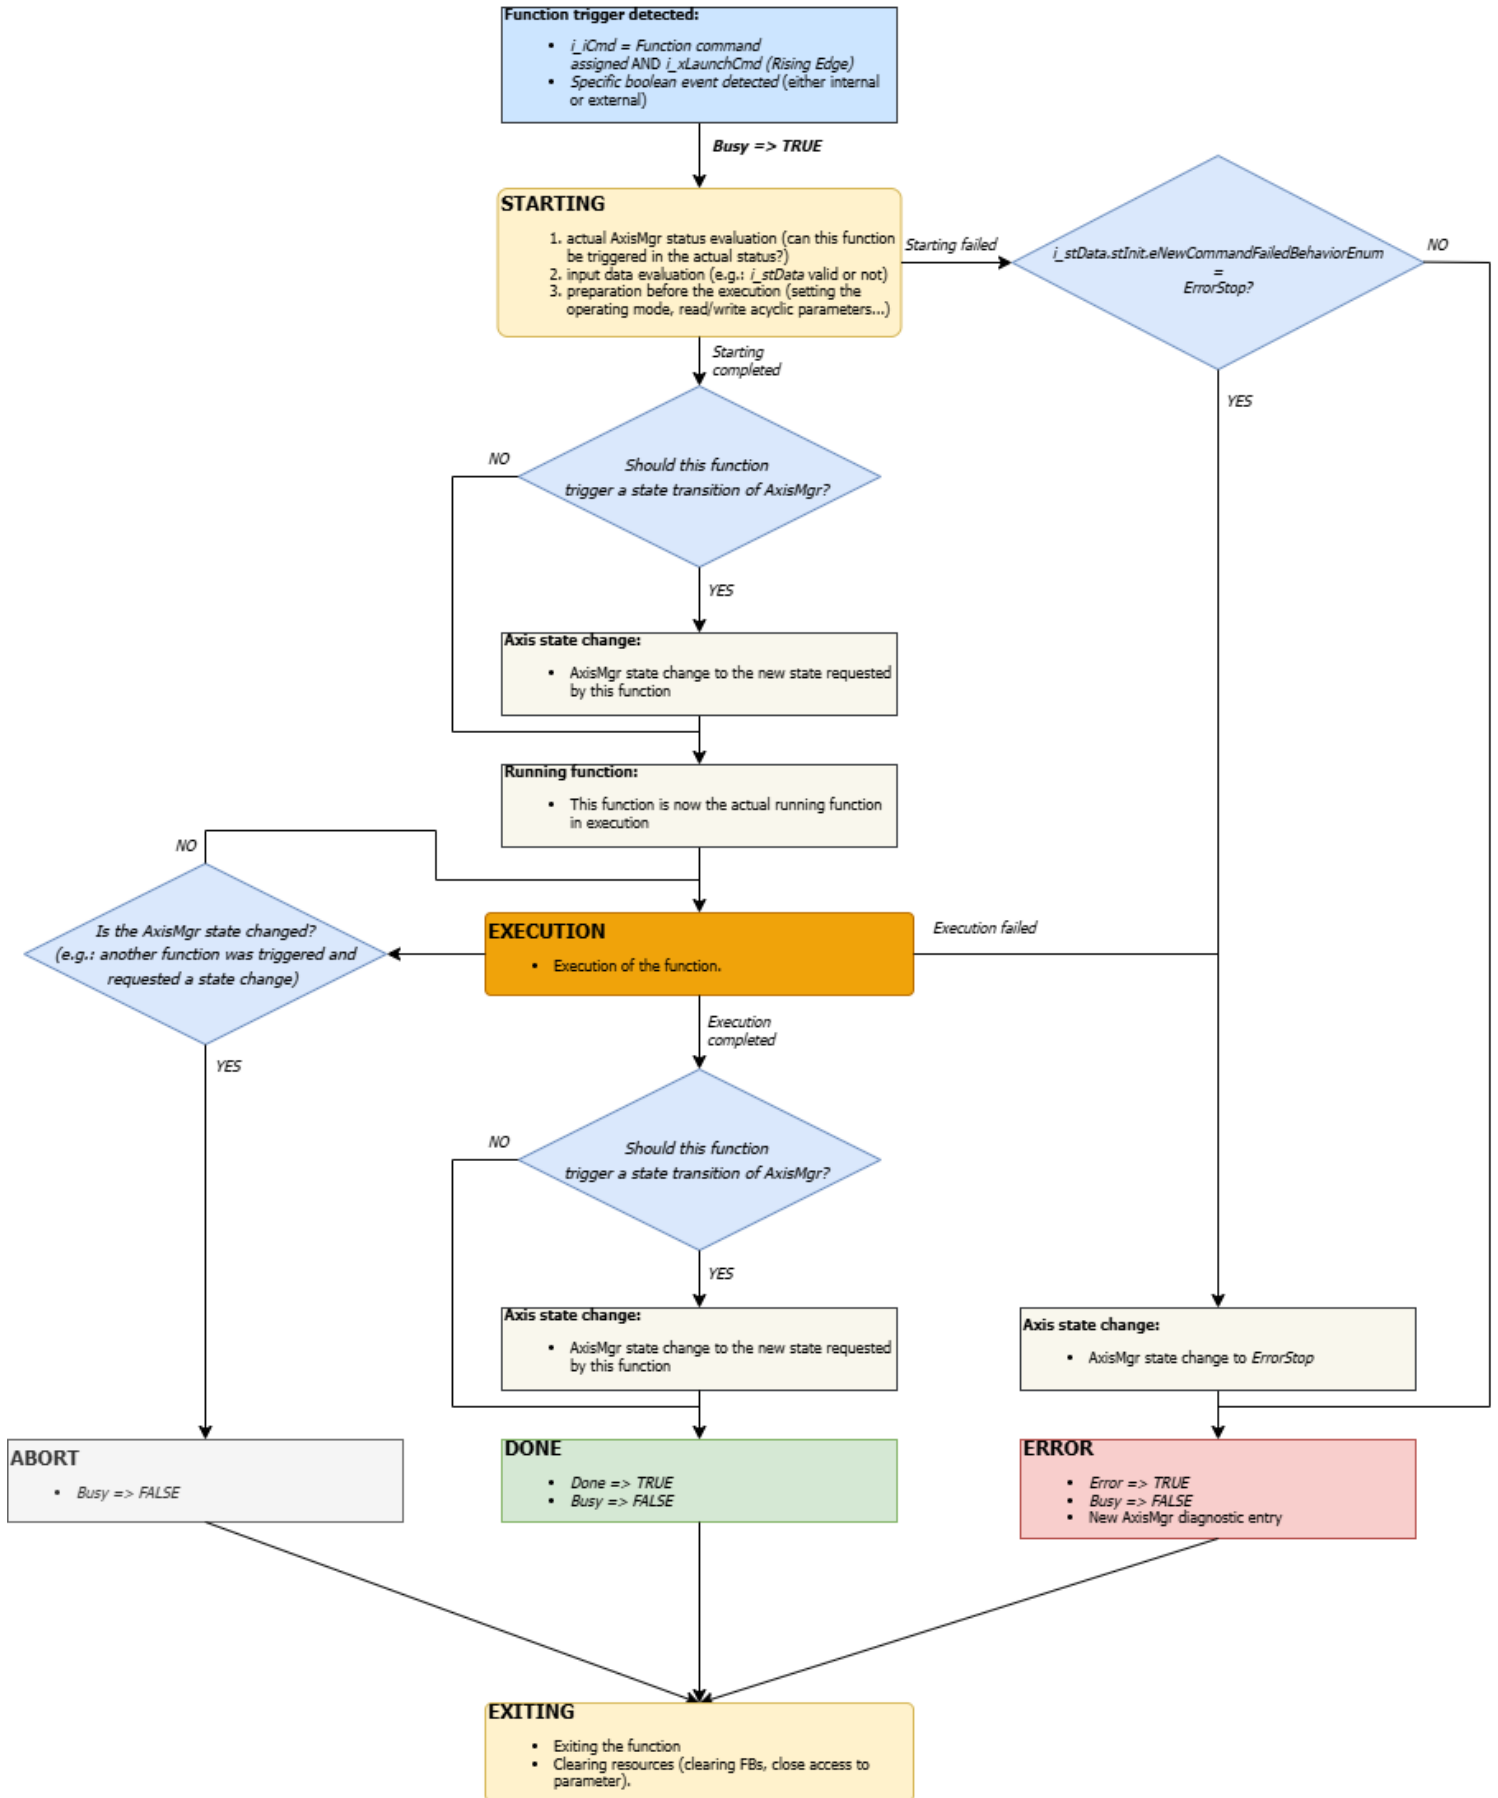 Function trigger detected:
• i_iCmd = Function command
assigned AND i_xLaunchCmd (Rising Edge)
• Specific boolean event detected (either internal
or external)
Busy => TRUE
STARTING
1. actual AxisMgr status evaluation (can this function
be triggered in the actual status?)
2. input data evaluation (e.g.: i_stData valid or not)
3. preparation before the execution (setting the
operating mode, read/write acyclic parameters...)
Starting failed
i_stData.stInit.eNewCommandFailedBehaviorEnum
=
ErrorStop?
NO
YES
Starting
completed
Should this function
trigger a state transition of AxisMgr?
NO
YES
Axis state change:
• AxisMgr state change to the new state requested
by this function
Running function:
• This function is now the actual running function
in execution
NO
Is the AxisMgr state changed?
(e.g.: another function was triggered and
requested a state change)
YES
EXECUTION
• Execution of the function.
Execution failed
Execution
completed
Should this function
trigger a state transition of AxisMgr?
NO
YES
Axis state change:
• AxisMgr state change to the new state requested
by this function
Axis state change:
• AxisMgr state change to ErrorStop
ABORT
• Busy => FALSE
DONE
• Done => TRUE
• Busy => FALSE
ERROR
• Error => TRUE
• Busy => FALSE
• New AxisMgr diagnostic entry
EXITING
• Exiting the function
• Clearing resources (clearing FBs, close access to
parameter).